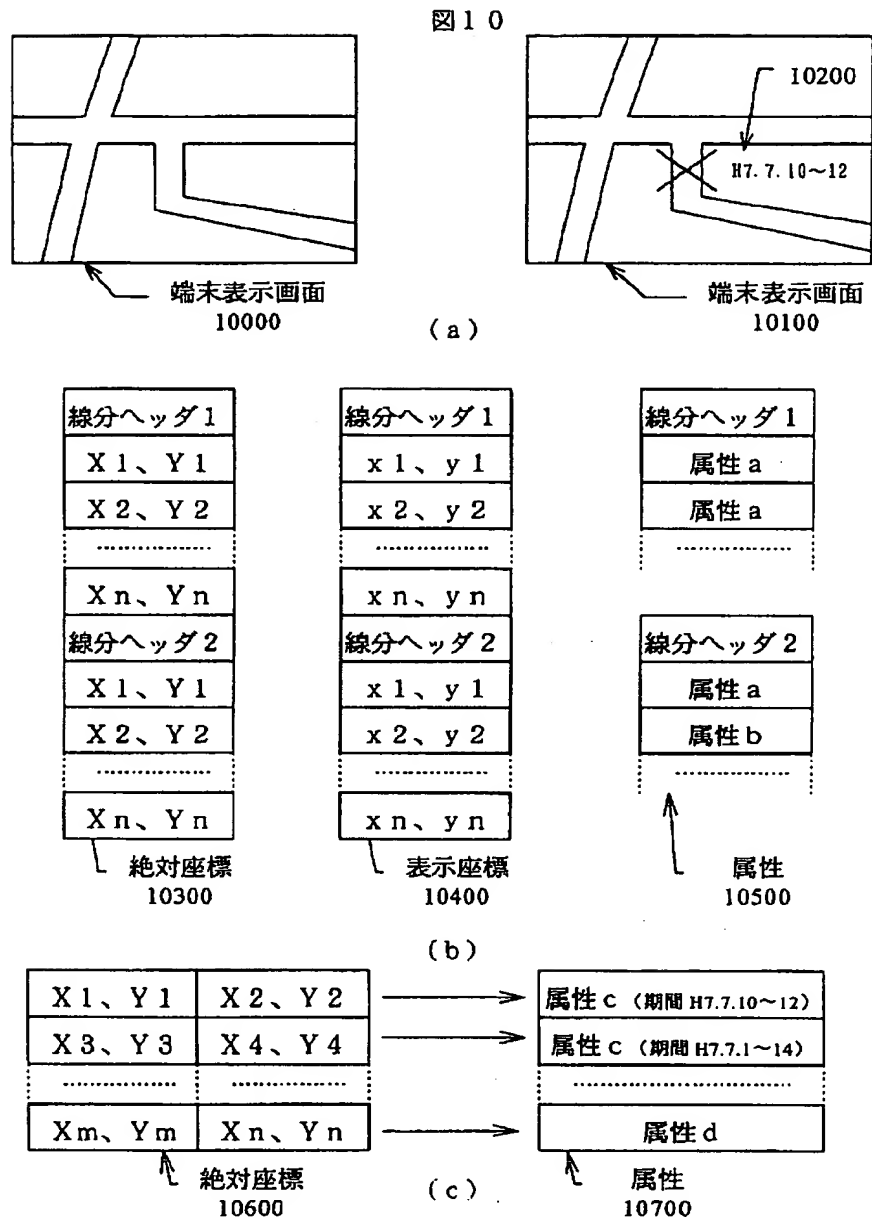 図１０
10200
H7.7.10～12
端末表示画面
10000
端末表示画面
10100
(a)
線分ヘッダ1
X1、Y1
X2、Y2
Xn、Yn
線分ヘッダ2
X1、Y1
X2、Y2
Xn、Yn
絶対座標
10300
線分ヘッダ1
x1、y1
x2、y2
xn、yn
線分ヘッダ2
x1、y1
x2、y2
xn、yn
表示座標
10400
線分ヘッダ1
属性a
属性a
線分ヘッダ2
属性a
属性b
属性
10500
(b)
X1、Y1 X2、Y2 属性c (期間 H7.7.10～12)
X3、Y3 X4、Y4 属性c (期間 H7.7.1～14)
Xm、Ym Xn、Yn 属性d
絶対座標
10600
属性
10700
(c)